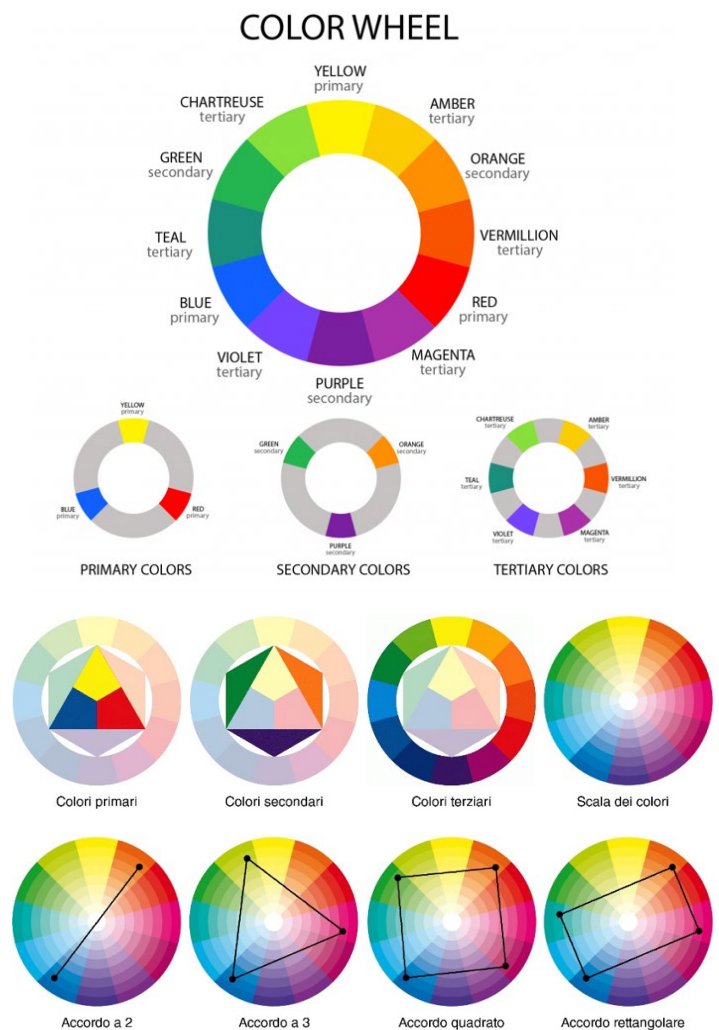 COLOR WHEEL
YELLOW
primary
CHARTREUSE
tertiary
AMBER
tertiary
GREEN
secondary
ORANGE
secondary
TEAL
tertiary
VERMILLION
tertiary
BLUE
primary
RED
primary
VIOLET
tertiary
MAGENTA
tertiary
PURPLE
secondary
YELLOW
primary
BLUE
primary
RED
primary
PRIMARY COLORS
GREEN
secondary
ORANGE
secondary
PURPLE
secondary
SECONDARY COLORS
CHARTREUSE
tertiary
AMBER
tertiary
TEAL
tertiary
VERMILLION
tertiary
VIOLET
tertiary
MAGENTA
tertiary
TERTIARY COLORS
Colori primari
Colori secondari
Colori terziari
Scala dei colori
Accordo a 2
Accordo a 3
Accordo quadrato
Accordo rettangolare